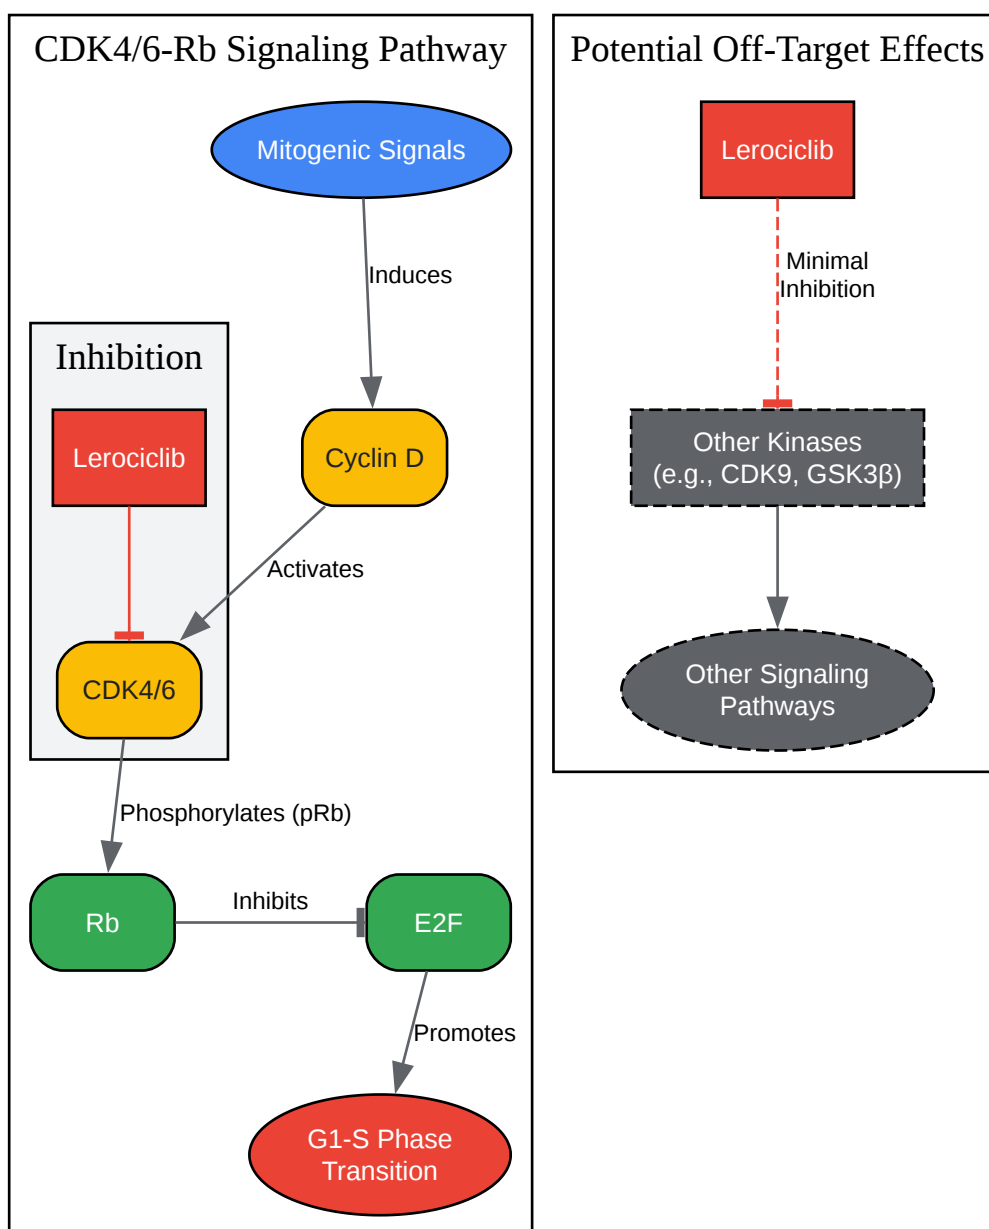 CDK4/6-Rb Signaling Pathway
Mitogenic Signals
Induces
Inhibition
Lerociclib
Cyclin D
Activates
CDK4/6
Phosphorylates (pRb)
Rb
Inhibits
E2F
Promotes
G1-S Phase
Transition
Potential Off-Target Effects
Lerociclib
Minimal
Inhibition
Other Kinases
(e.g., CDK9, GSK3β)
Other Signaling
Pathways